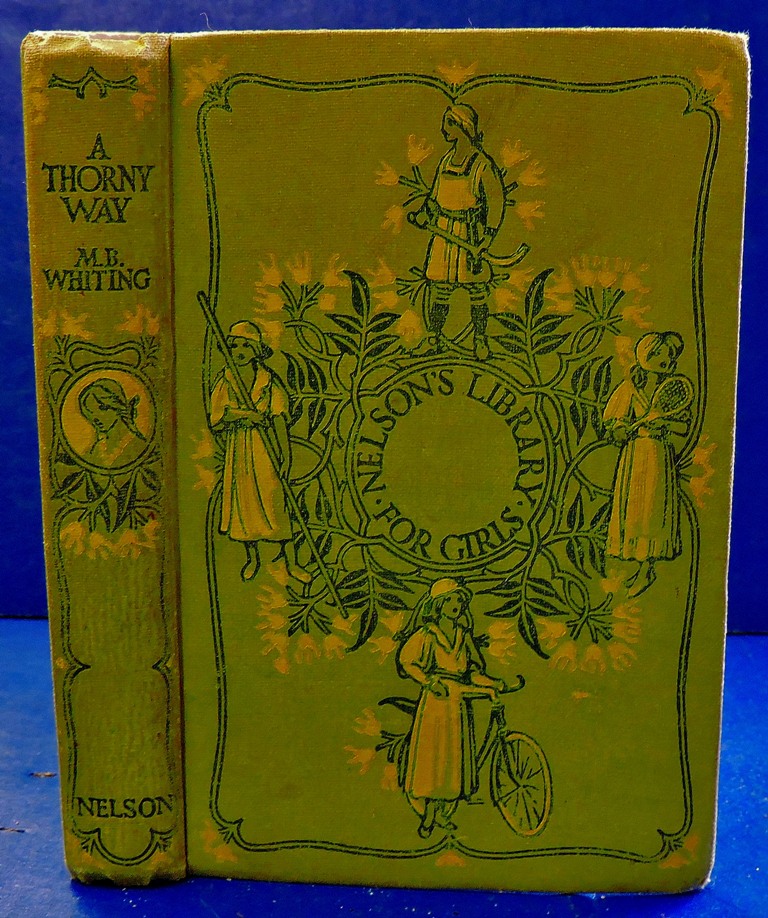 A
THORNY
WAY
M.B.
WHITING
NELSON
NELSON'S LIBRARY
· FOR GIRLS ·